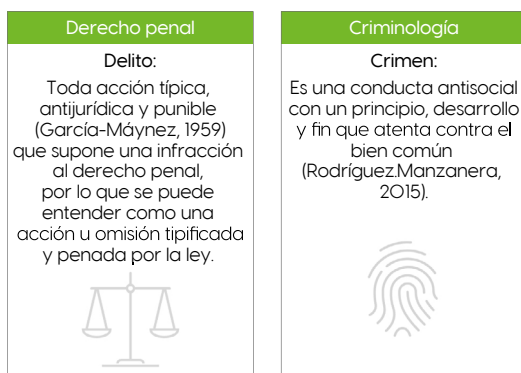 Derecho penal
Delito:
Toda acción típica,
antijurídica y punible
(García-Máynez, 1959)
que supone una infracción
al derecho penal,
por lo que se puede
entender como una
acción u omisión tipificada
y penada por la ley.
Criminología
Crimen:
Es una conducta antisocial
con un principio, desarrollo
y fin que atenta contra el
bien común
(Rodríguez.Manzanera,
2015).